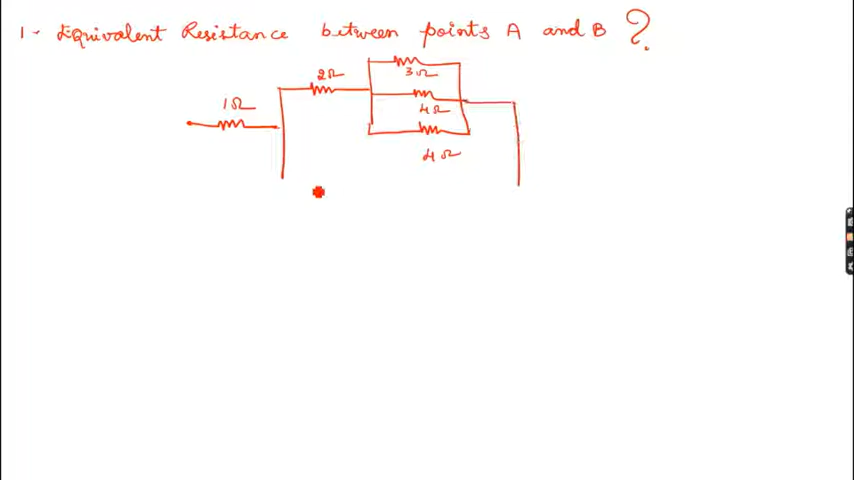 1- Equivalent Resistance between points A and B ?
2Ω
3Ω
1Ω
4Ω
4Ω